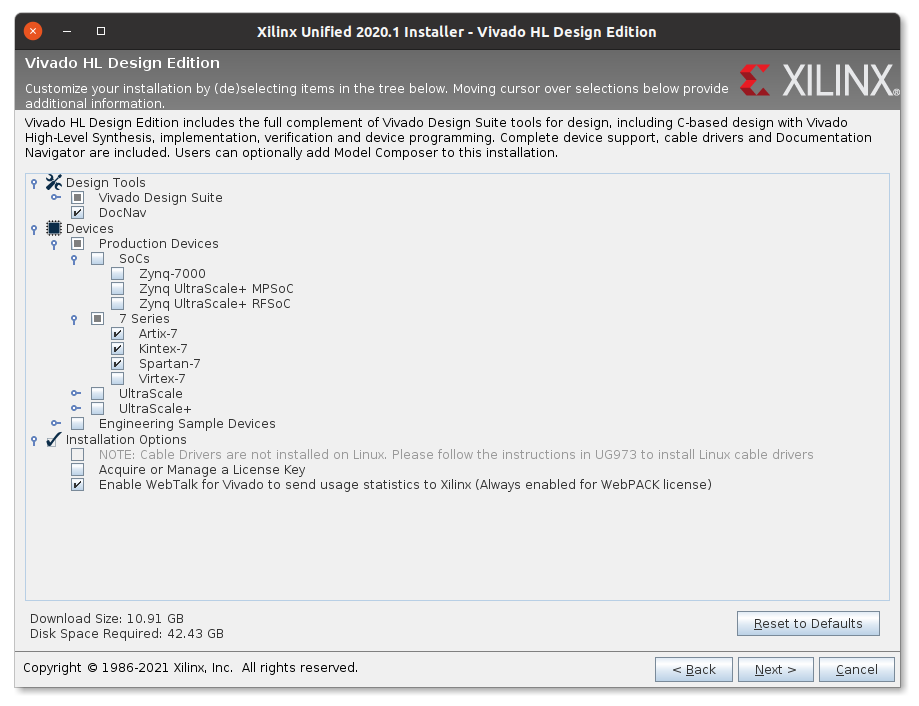 Xilinx Unified 2020.1 Installer - Vivado HL Design Edition
Vivado HL Design Edition
Customize your installation by (de)selecting items in the tree below. Moving cursor over selections below provide
additional information.
XILINX®
Vivado HL Design Edition includes the full complement of Vivado Design Suite tools for design, including C-based design with Vivado
High-Level Synthesis, implementation, verification and device programming. Complete device support, cable drivers and Documentation
Navigator are included. Users can optionally add Model Composer to this installation.
Design Tools
Vivado Design Suite
DocNav
Devices
Production Devices
SoCs
Zynq-7000
Zynq UltraScale+ MPSoC
Zynq UltraScale+ RFSoC
7 Series
Artix-7
Kintex-7
Spartan-7
Virtex-7
UltraScale
UltraScale+
Engineering Sample Devices
Installation Options
NOTE: Cable Drivers are not installed on Linux. Please follow the instructions in UG973 to install Linux cable drivers
Acquire or Manage a License Key
Enable WebTalk for Vivado to send usage statistics to Xilinx (Always enabled for WebPACK license)
Download Size: 10.91 GB
Disk Space Required: 42.43 GB
Reset to Defaults
Copyright © 1986-2021 Xilinx, Inc. All rights reserved.
< Back
Next >
Cancel